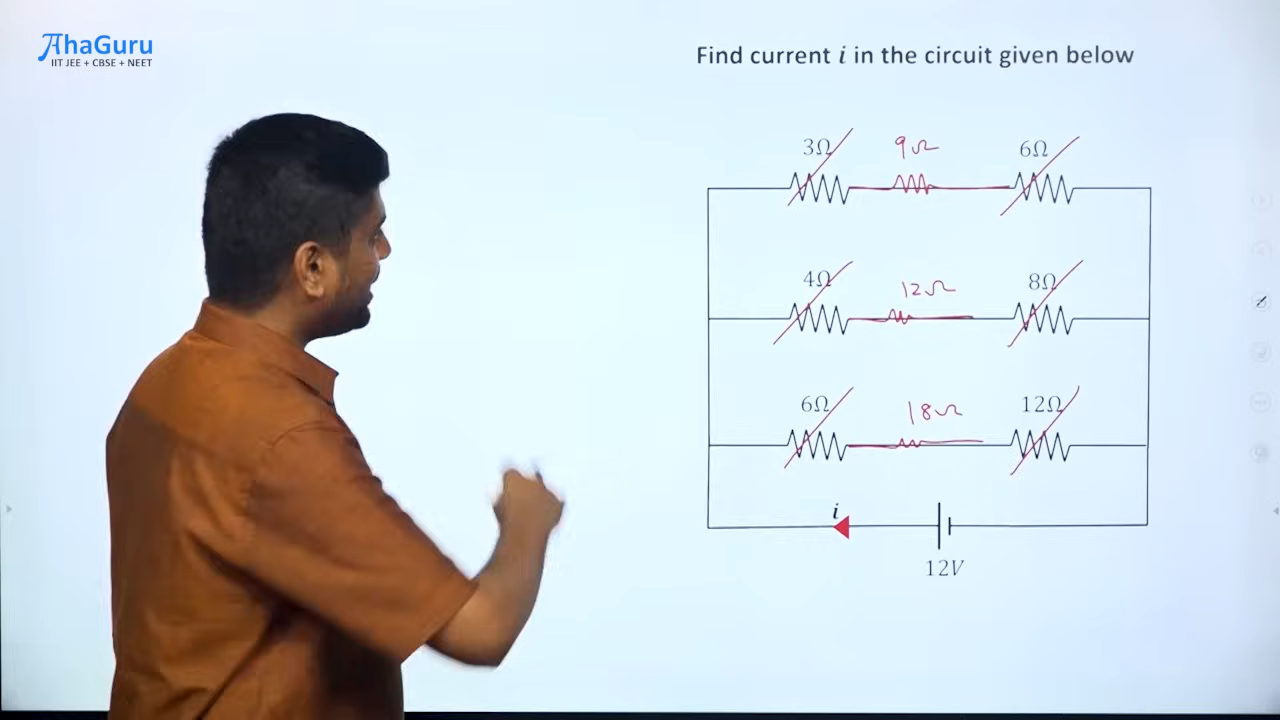 AhaGuru
IIT JEE + CBSE + NEET
Find current i in the circuit given below
3Ω 9Ω 6Ω
4Ω 12Ω 8Ω
6Ω 18Ω 12Ω
i
12V